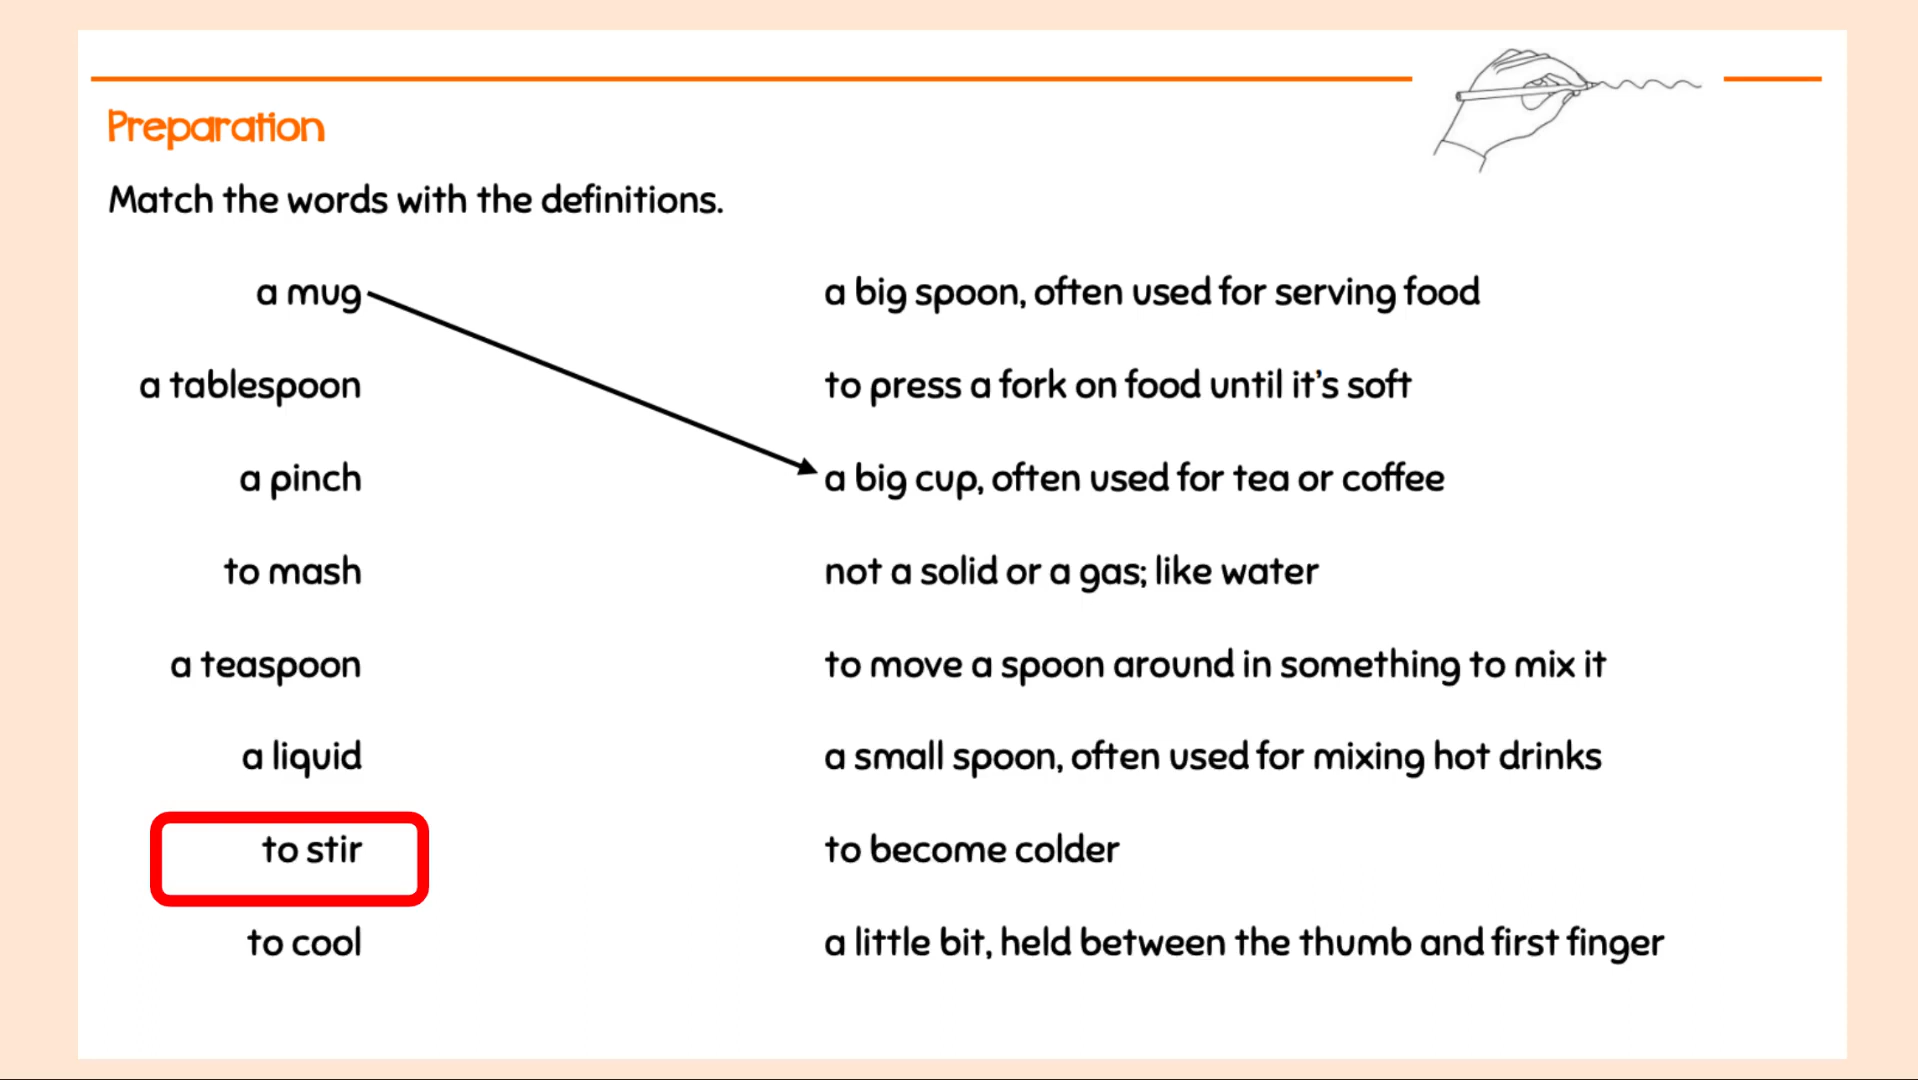 Preparation
Match the words with the definitions.
a mug
a big spoon, often used for serving food
a tablespoon
to press a fork on food until it's soft
a pinch
a big cup, often used for tea or coffee
to mash
not a solid or a gas; like water
a teaspoon
to move a spoon around in something to mix it
a liquid
a small spoon, often used for mixing hot drinks
to stir
to become colder
to cool
a little bit, held between the thumb and first finger